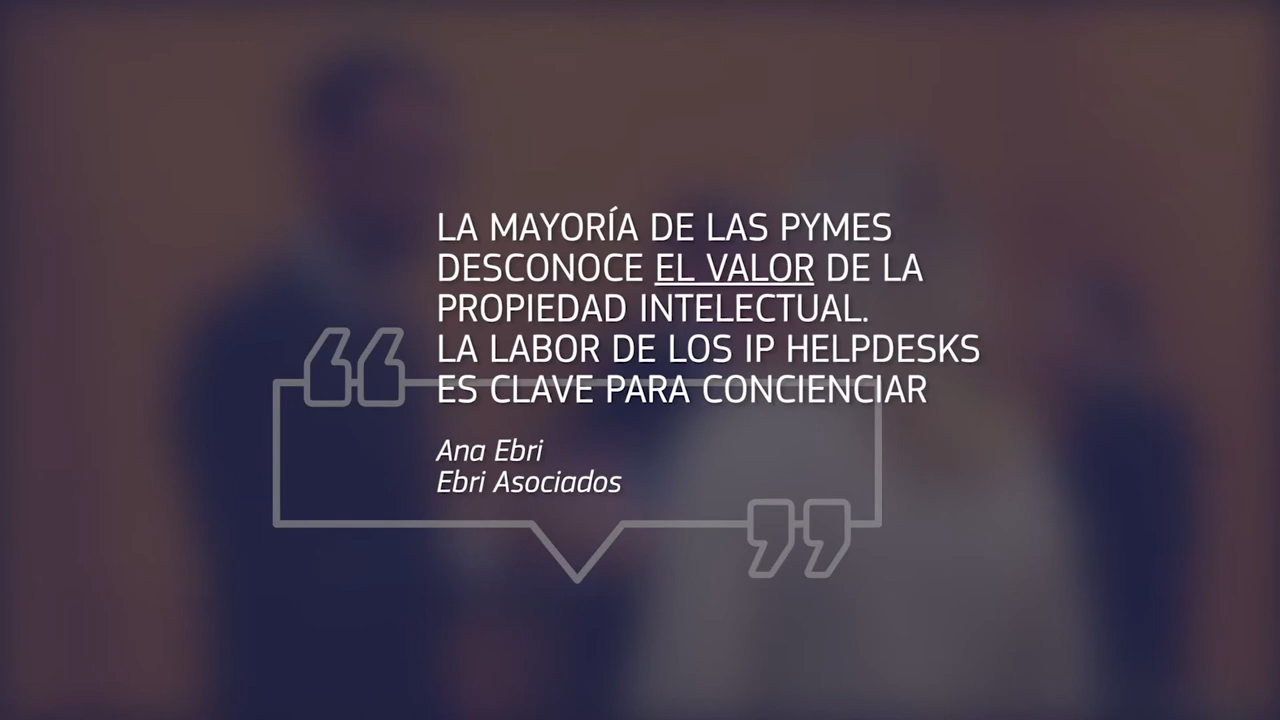 LA MAYORÍA DE LAS PYMES
DESCONOCE EL VALOR DE LA
PROPIEDAD INTELECTUAL.
LA LABOR DE LOS IP HELPDESKS
ES CLAVE PARA CONCIENCIAR
Ana Ebri
Ebri Asociados